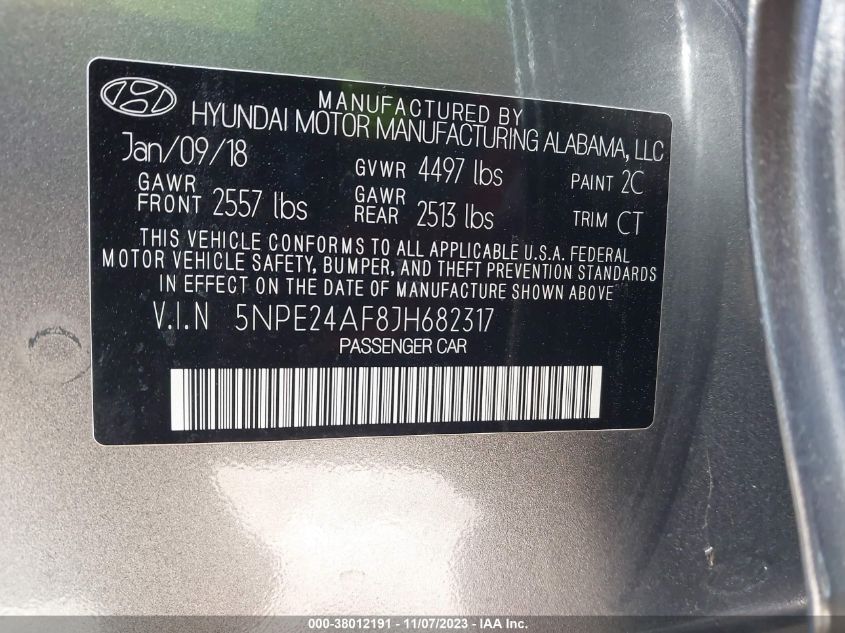 MANUFACTURED BY
HYUNDAI MOTOR MANUFACTURING ALABAMA, LLC
Jan/09/18 GVWR 4497 lbs PAINT 2C
GAWR FRONT 2557 lbs GAWR REAR 2513 lbs TRIM CT
THIS VEHICLE CONFORMS TO ALL APPLICABLE U.S.A. FEDERAL
MOTOR VEHICLE SAFETY, BUMPER, AND THEFT PREVENTION STANDARDS
IN EFFECT ON THE DATE OF MANUFACTURE SHOWN ABOVE
V.I.N 5NPE24AF8JH682317
PASSENGER CAR
000-38012191 - 11/07/2023 - IAA Inc.